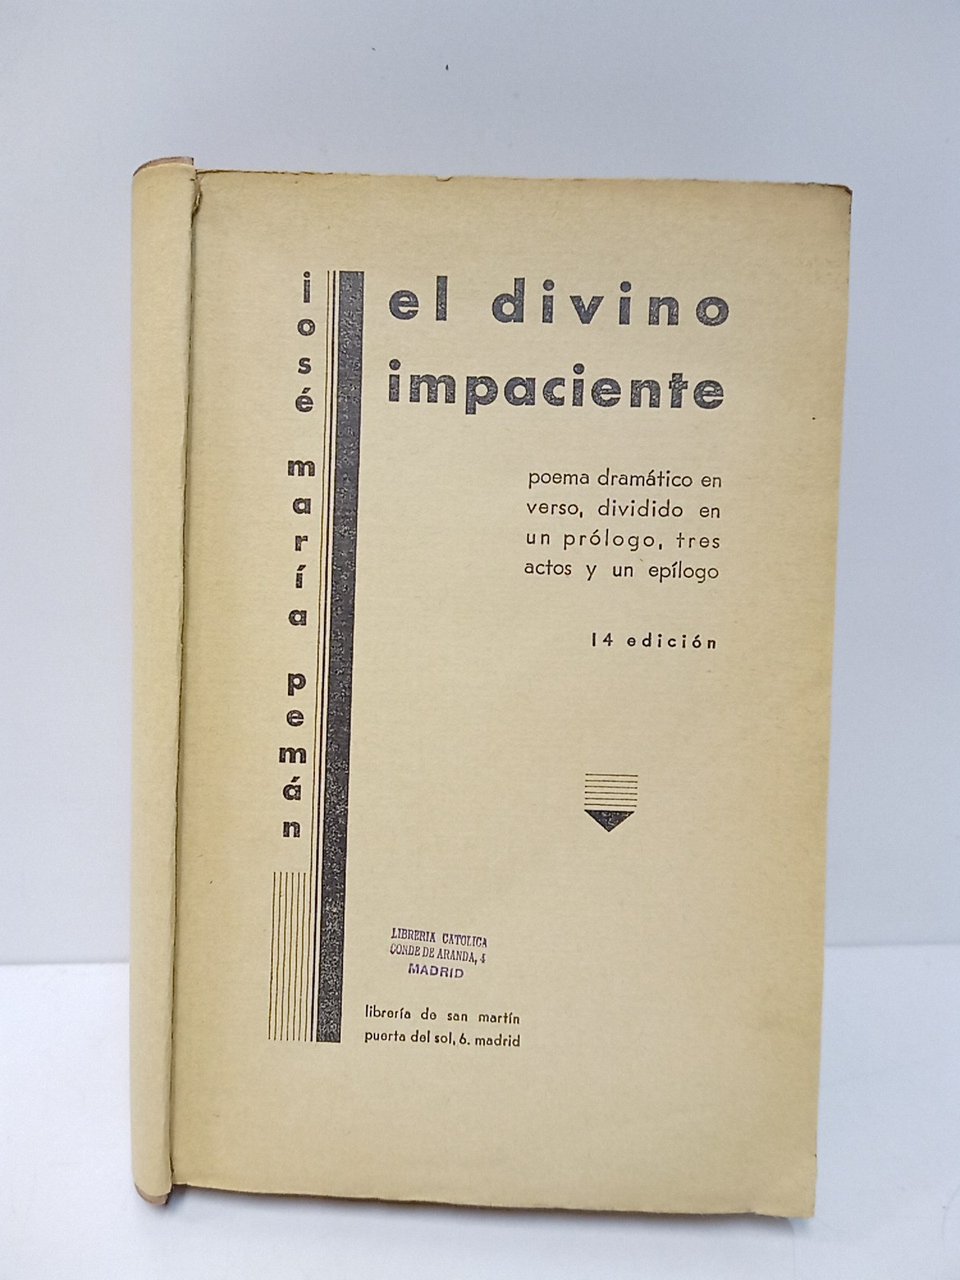 josé maría pemán
el divino
impaciente
poema dramático en
verso, dividido en
un prólogo, tres
actos y un epílogo
14 edición
LIBRERIA CATOLICA
CONDE DE ARANDA, 4
MADRID
librería de san martín
puerta del sol, 6. madrid